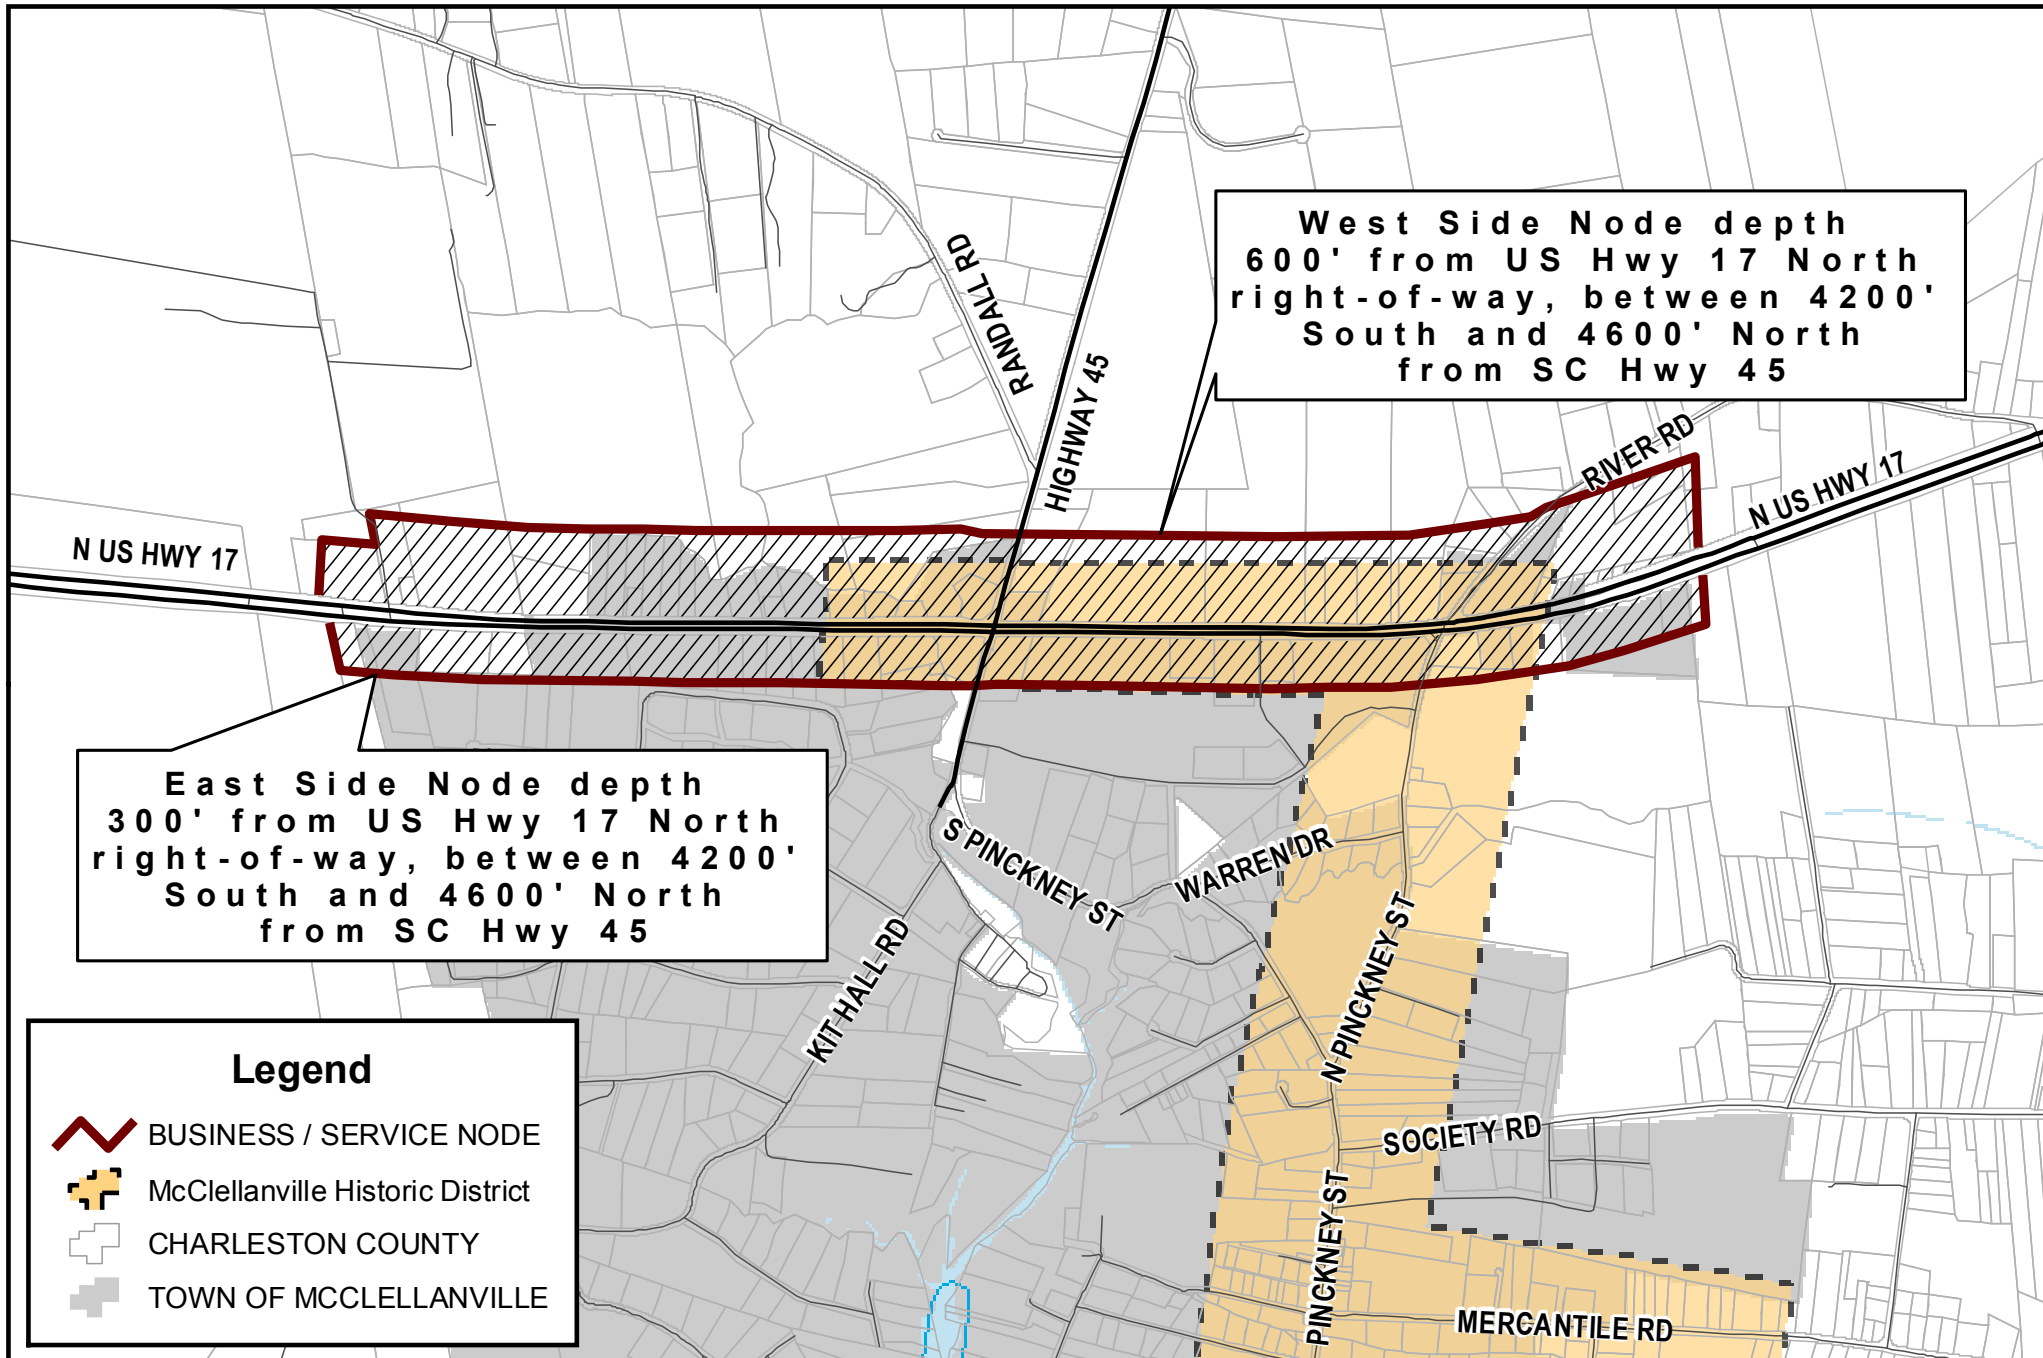 West Side Node depth
600' from US Hwy 17 North
right-of-way, between 4200'
South and 4600' North
from SC Hwy 45
RANDALL RD
HIGHWAY 45
RIVER RD
N US HWY 17
N US HWY 17
East Side Node depth
300' from US Hwy 17 North
right-of-way, between 4200'
South and 4600' North
from SC Hwy 45
S PINCKNEY ST
WARREN DR
KIT HALL RD
N PINCKNEY ST
SOCIETY RD
PINCKNEY ST
MERCANTILE RD
Legend
BUSINESS / SERVICE NODE
McClellanville Historic District
CHARLESTON COUNTY
TOWN OF MCCLELLANVILLE